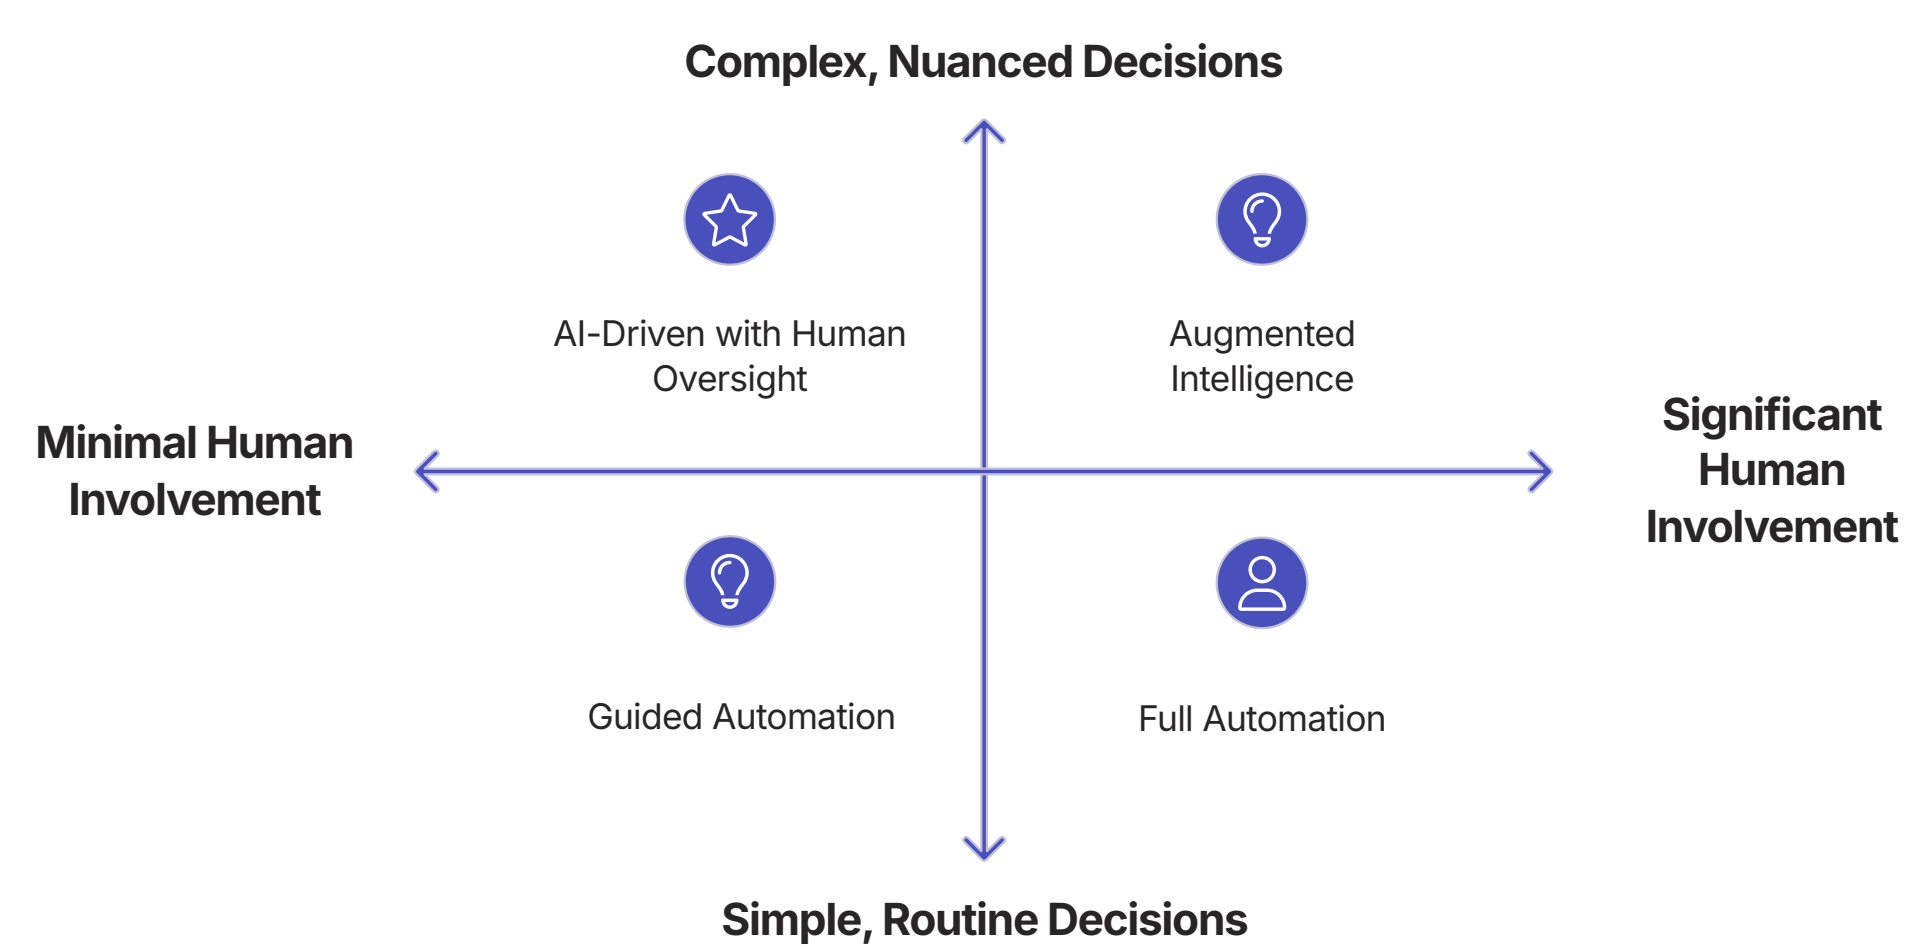 Complex, Nuanced Decisions
AI-Driven with Human
Oversight
Augmented
Intelligence
Minimal Human
Involvement
Significant
Human
Involvement
Guided Automation
Full Automation
Simple, Routine Decisions